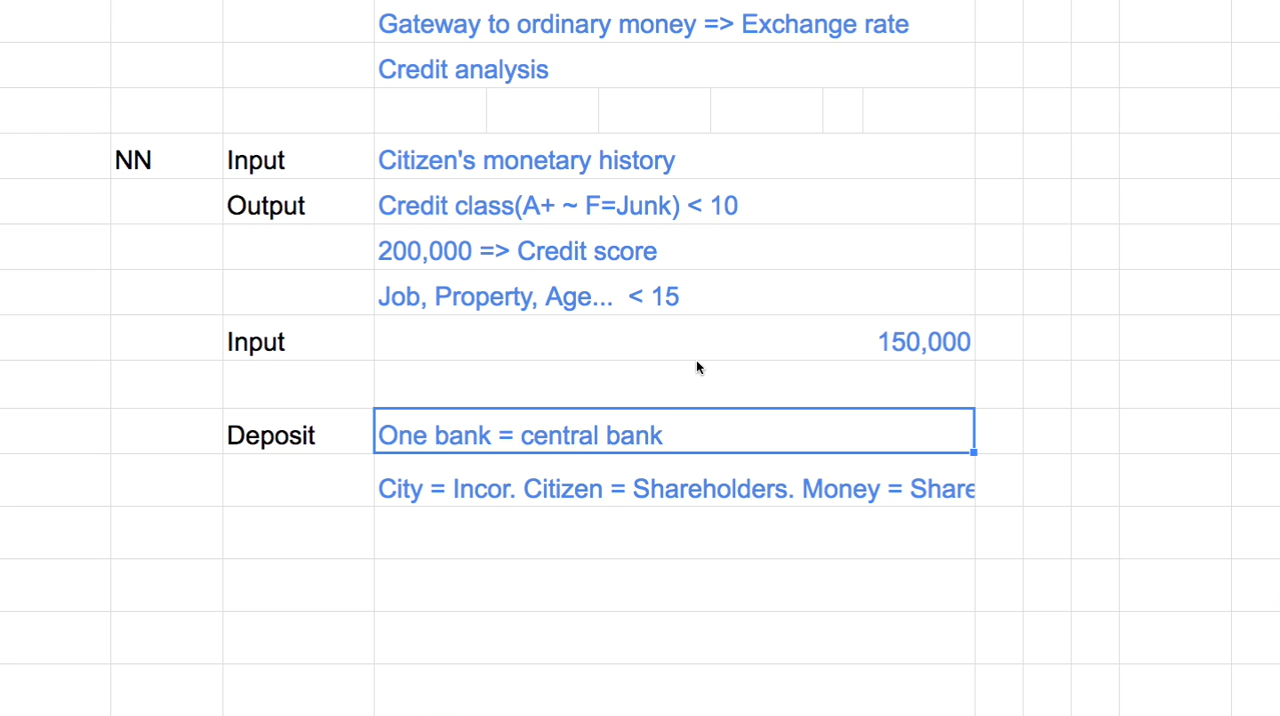 Gateway to ordinary money => Exchange rate
Credit analysis
NN Input Citizen's monetary history
Output Credit class(A+ ~ F=Junk) < 10
200,000 => Credit score
Job, Property, Age... < 15
Input 150,000
Deposit One bank = central bank
City = Incor. Citizen = Shareholders. Money = Share